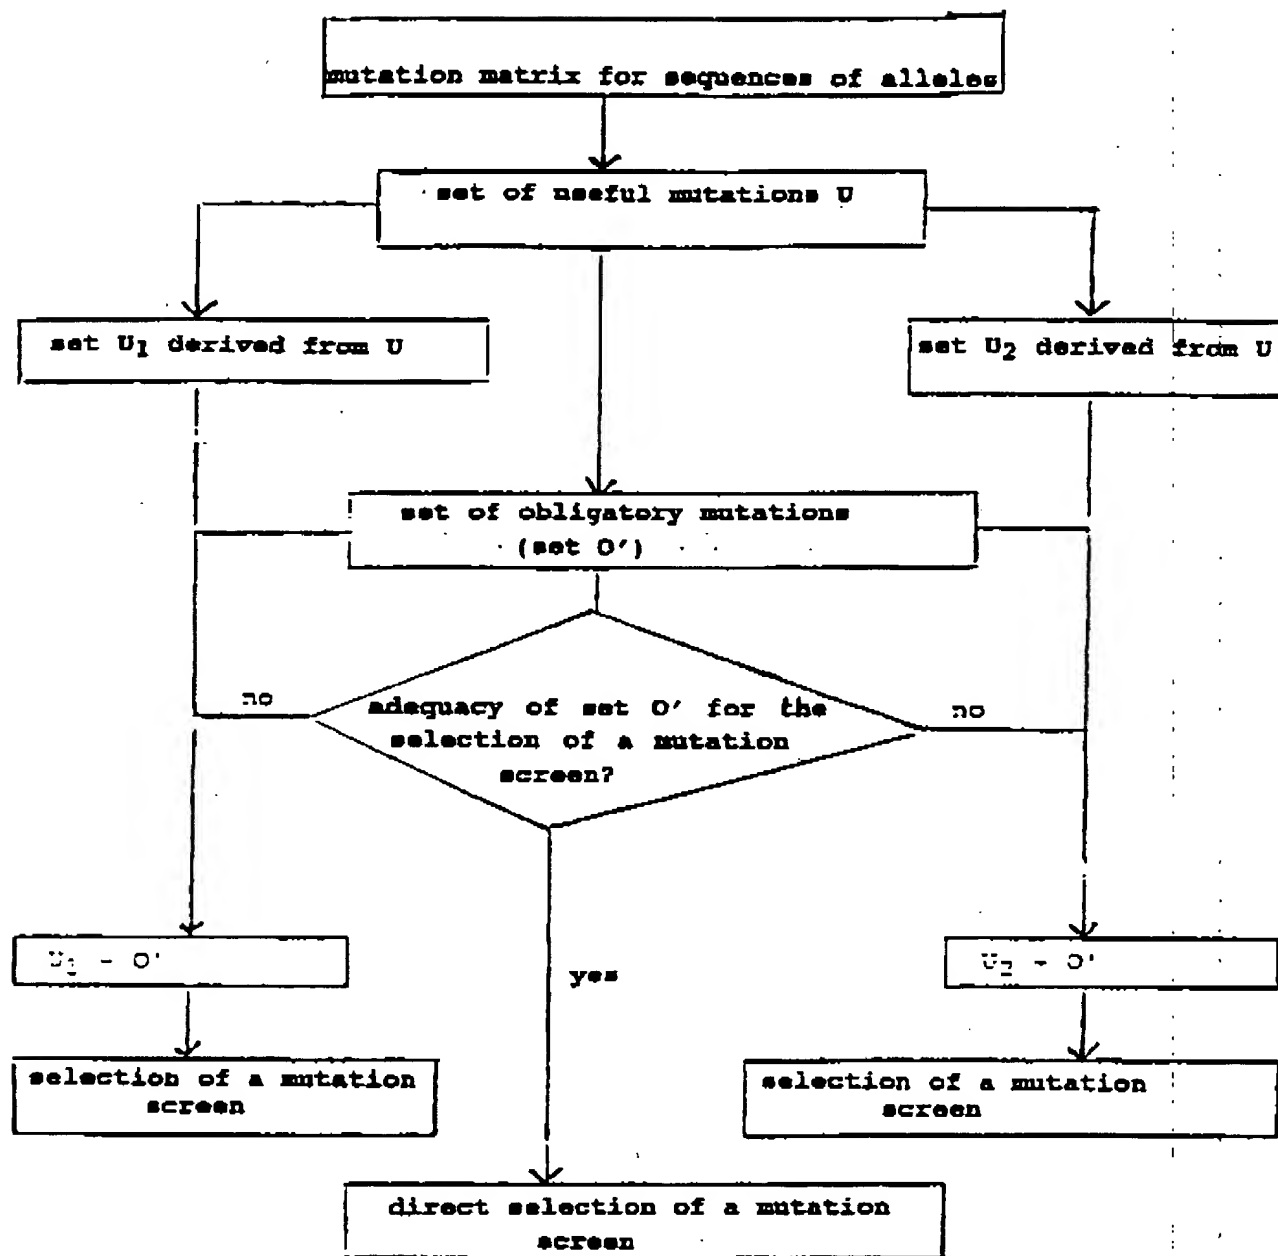 mutation matrix for sequences of alleles
set of useful mutations U
set U1 derived from U
set U2 derived from U
set of obligatory mutations
(set O′)
no
adequacy of set O′ for the
selection of a mutation
screen?
no
U1 - O'
yes
U2 - O'
selection of a mutation
screen
selection of a mutation
screen
direct selection of a mutation
screen